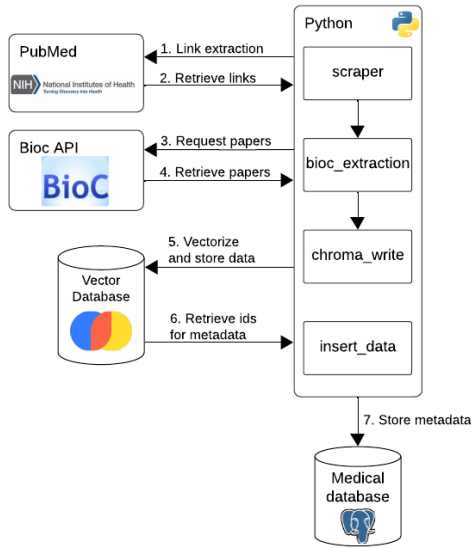 Python
PubMed
1. Link extraction
NIH
National Institutes of Health
Turning Discovery Into Health
2. Retrieve links
scraper
Bioc API
3. Request papers
BioC
4. Retrieve papers
bioc_extraction
5. Vectorize
and store data
chroma_write
Vector
Database
6. Retrieve ids
for metadata
insert_data
7. Store metadata
Medical
database